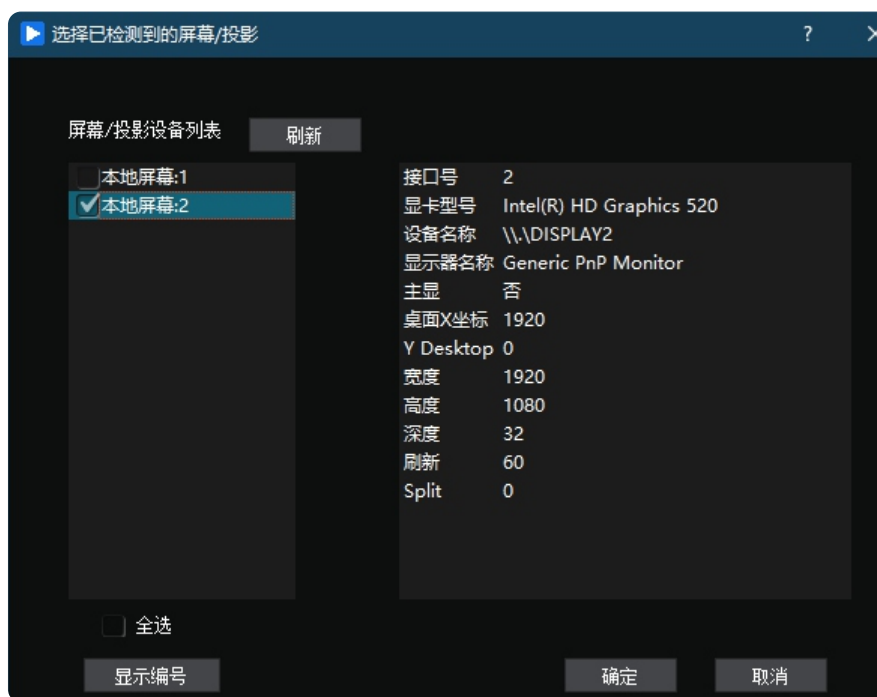 选择已检测到的屏幕/投影 ?
屏幕/投影设备列表 刷新
本地屏幕:1
本地屏幕:2
接口号 2
显卡型号 Intel(R) HD Graphics 520
设备名称 \\.\DISPLAY2
显示器名称 Generic PnP Monitor
主显 否
桌面X坐标 1920
Y Desktop 0
宽度 1920
高度 1080
深度 32
刷新 60
Split 0
全选
显示编号 确定 取消